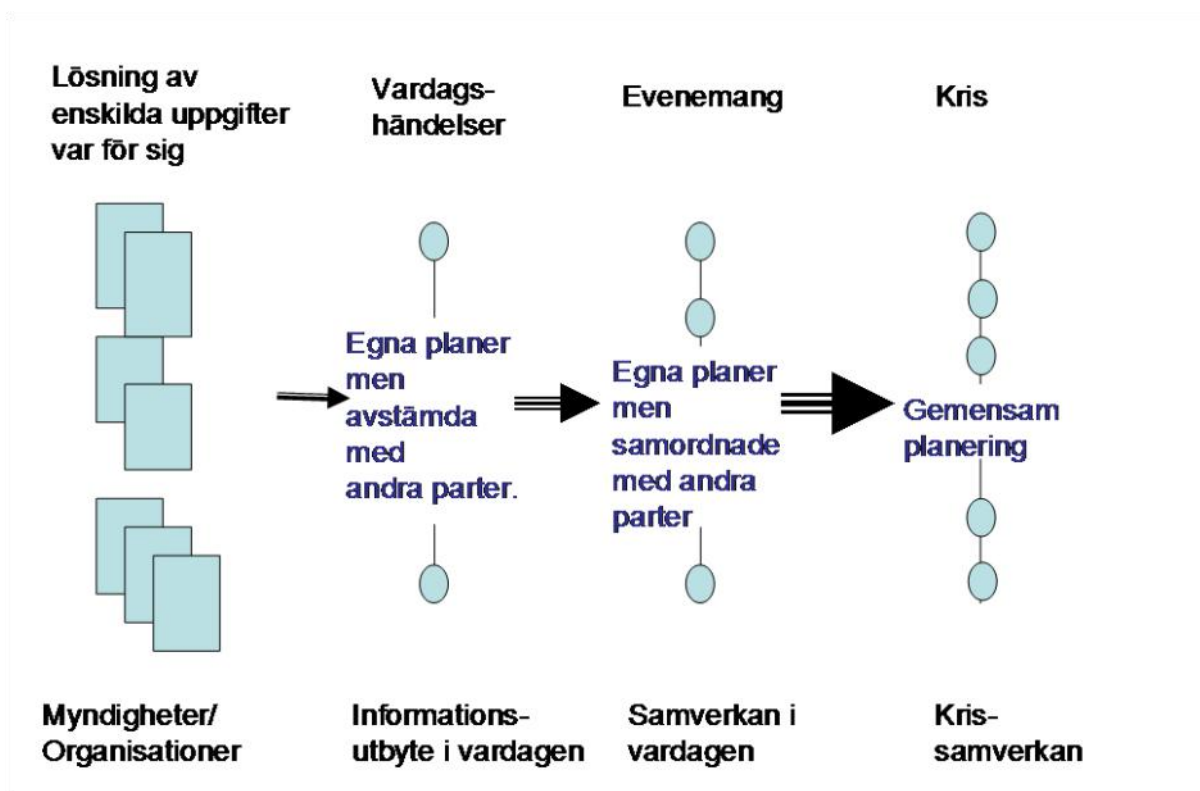 Lösning av
enskilda uppgifter
var för sig
Vardags-
händelser
Evenemang
Kris
Egna planer
men
avstämda
med
andra parter.
Egna planer
men
samordnade
med andra
parter
Gemensam
planering
Myndigheter/
Organisationer
Informations-
utbyte i vardagen
Samverkan i
vardagen
Kris-
samverkan